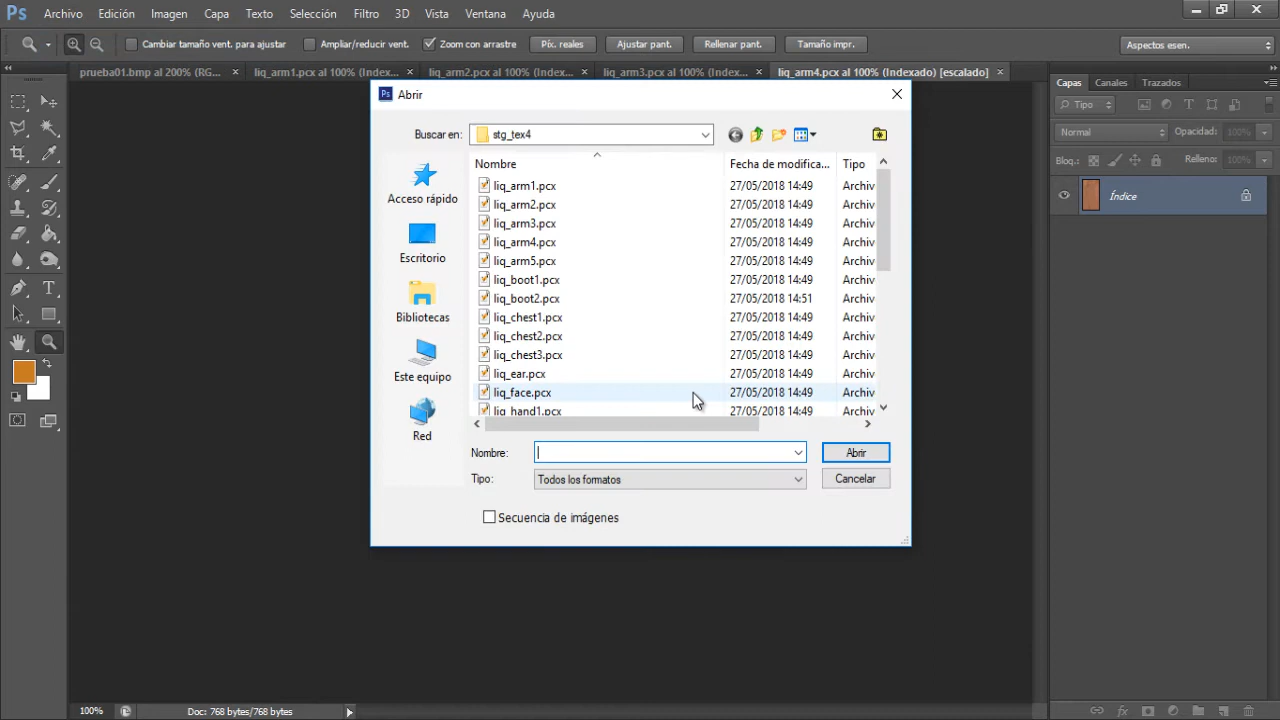 Ps Archivo Edición Imagen Capa Texto Selección Filtro 3D Vista Ventana Ayuda
Cambiar tamaño vent. para ajustar Ampliar/reducir vent. Zoom con arrastre Píx. reales Ajustar pant. Rellenar pant. Tamaño impr. Aspectos esen.
prueba01.bmp al 200% (RG... × liq_arm1.pcx al 100% (Index... × liq_arm2.pcx al 100% (Index... × liq_arm3.pcx al 100% (Index... × liq_arm4.pcx al 100% (Indexado) [escalado] ×
Capas Canales Trazados
Tipo
Normal Opacidad: 100%
Bloq.: Relleno: 100%
Índice
Ps Abrir
Buscar en: stg_tex4
Acceso rápido
Escritorio
Bibliotecas
Este equipo
Red
Nombre Fecha de modifica... Tipo
liq_arm1.pcx 27/05/2018 14:49 Archiv
liq_arm2.pcx 27/05/2018 14:49 Archiv
liq_arm3.pcx 27/05/2018 14:49 Archiv
liq_arm4.pcx 27/05/2018 14:49 Archiv
liq_arm5.pcx 27/05/2018 14:49 Archiv
liq_boot1.pcx 27/05/2018 14:49 Archiv
liq_boot2.pcx 27/05/2018 14:51 Archiv
liq_chest1.pcx 27/05/2018 14:49 Archiv
liq_chest2.pcx 27/05/2018 14:49 Archiv
liq_chest3.pcx 27/05/2018 14:49 Archiv
liq_ear.pcx 27/05/2018 14:49 Archiv
liq_face.pcx 27/05/2018 14:49 Archiv
liq_hand1.pcx 27/05/2018 14:49 Archiv
Nombre: Abrir
Tipo: Todos los formatos Cancelar
Secuencia de imágenes
100% Doc: 768 bytes/768 bytes